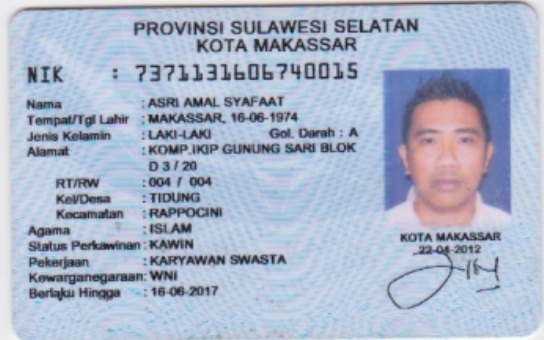 PROVINSI SULAWESI SELATAN
KOTA MAKASSAR
NIK : 7371131606740015
Nama : ASRI AMAL SYAFAAT
Tempat/Tgl Lahir : MAKASSAR, 16-06-1974
Jenis Kelamin : LAKI-LAKI Gol. Darah : A
Alamat : KOMP.IKIP GUNUNG SARI BLOK
D 3 / 20
RT/RW : 004 / 004
Kel/Desa : TIDUNG
Kecamatan : RAPPOCINI
Agama : ISLAM
Status Perkawinan : KAWIN
Pekerjaan : KARYAWAN SWASTA
Kewarganegaraan: WNI
Berlaku Hingga : 16-06-2017
KOTA MAKASSAR
22-04-2012